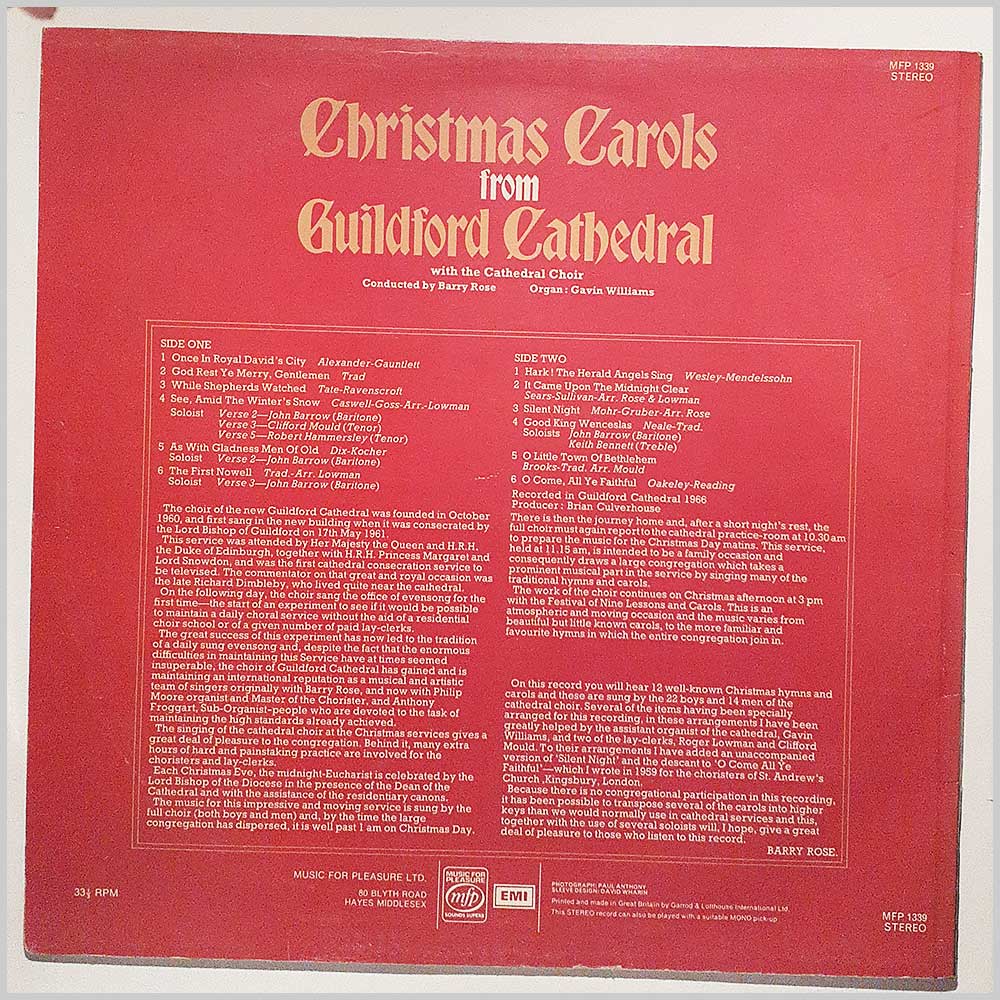 MFP 1339
STEREO
Christmas Carols
from
Guildford Cathedral
with the Cathedral Choir
Conducted by Barry Rose Organ: Gavin Williams
SIDE ONE
1 Once In Royal David's City Alexander-Gauntlett
2 God Rest Ye Merry, Gentlemen Trad
3 While Shepherds Watched Tate-Ravenscroft
4 See, Amid The Winter's Snow Caswell-Goss-Arr.-Lowman
Soloist Verse 2—John Barrow (Baritone)
Verse 3—Clifford Mould (Tenor)
Verse 5—Robert Hammersley (Tenor)
5 As With Gladness Men Of Old Dix-Kocher
Soloist Verse 2—John Barrow (Baritone)
6 The First Nowell Trad.-Arr. Lowman
Soloist Verse 3—John Barrow (Baritone)
The choir of the new Guildford Cathedral was founded in October
1960, and first sang in the new building when it was consecrated by
the Lord Bishop of Guildford on 17th May 1961.
This service was attended by Her Majesty the Queen and H.R.H.
the Duke of Edinburgh, together with H.R.H. Princess Margaret and
Lord Snowdon, and was the first cathedral consecration service to
be televised. The commentator on that great and royal occasion was
the late Richard Dimbleby, who lived quite near the cathedral.
On the following day, the choir sang the office of evensong for the
first time—the start of an experiment to see if it would be possible
to maintain a daily choral service without the aid of a residential
choir school or of a given number of paid lay-clerks.
The great success of this experiment has now led to the tradition
of a daily sung evensong and, despite the fact that the enormous
difficulties in maintaining this Service have at times seemed
insuperable, the choir of Guildford Cathedral has gained and is
maintaining an international reputation as a musical and artistic
team of singers originally with Barry Rose, and now with Philip
Moore organist and Master of the Chorister, and Anthony
Froggart, Sub-Organist-people who are devoted to the task of
maintaining the high standards already achieved.
The singing of the cathedral choir at the Christmas services gives a
great deal of pleasure to the congregation. Behind it, many extra
hours of hard and painstaking practice are involved for the
choristers and lay-clerks.
Each Christmas Eve, the midnight-Eucharist is celebrated by the
Lord Bishop of the Diocese in the presence of the Dean of the
Cathedral and with the assistance of the residentary canons.
The music for this impressive and moving service is sung by the
full choir (both boys and men) and, by the time the large
congregation has dispersed, it is well past 1 am on Christmas Day.
SIDE TWO
1 Hark! The Herald Angels Sing Wesley-Mendelssohn
2 It Came Upon The Midnight Clear
Sears-Sullivan-Arr. Rose & Lowman
3 Silent Night Mohr-Gruber-Arr. Rose
4 Good King Wenceslas Neale-Trad.
Soloists John Barrow (Baritone)
Keith Bennett (Treble)
5 O Little Town Of Bethlehem
Brooks-Trad. Arr. Mould
6 O Come, All Ye Faithful Oakeley-Reading
Recorded in Guildford Cathedral 1966
Producer: Brian Culverhouse
There is then the journey home and, after a short night's rest, the
full choir must again report to the cathedral practice-room at 10.30 am
to prepare the music for the Christmas Day matins. This service,
held at 11.15 am, is intended to be a family occasion and
consequently draws a large congregation which takes a
prominent musical part in the service by singing many of the
traditional hymns and carols.
The work of the choir continues on Christmas afternoon at 3 pm
with the Festival of Nine Lessons and Carols. This is an
atmospheric and moving occasion and the music varies from
beautiful but little known carols, to the more familiar and
favourite hymns in which the entire congregation join in.
On this record you will hear 12 well-known Christmas hymns and
carols and these are sung by the 22 boys and 14 men of the
cathedral choir. Several of the items having been specially
arranged for this recording, in these arrangements I have been
greatly helped by the assistant organist of the cathedral, Gavin
Williams, and two of the lay-clerks, Roger Lowman and Clifford
Mould. To their arrangements I have added an unaccompanied
version of 'Silent Night' and the descant to 'O Come All Ye
Faithful'—which I wrote in 1959 for the choristers of St. Andrew's
Church, Kingsbury, London.
Because there is no congregational participation in this recording,
it has been possible to transpose several of the carols into higher
keys than we would normally use in cathedral services and this,
together with the use of several soloists will, I hope, give a great
deal of pleasure to those who listen to this record.
BARRY ROSE.
33⅓ RPM
MUSIC FOR PLEASURE LTD.
80 BLYTH ROAD
HAYES MIDDLESEX
MUSIC FOR
PLEASURE
mfp
SOUNDS SUPERB
EMI
PHOTOGRAPH: PAUL ANTHONY
SLEEVE DESIGN: DAVID WHARIN
Printed and made in Great Britain by Garrod & Lofthouse International Ltd.
This STEREO record can also be played with a suitable MONO pick-up
MFP 1339
STEREO